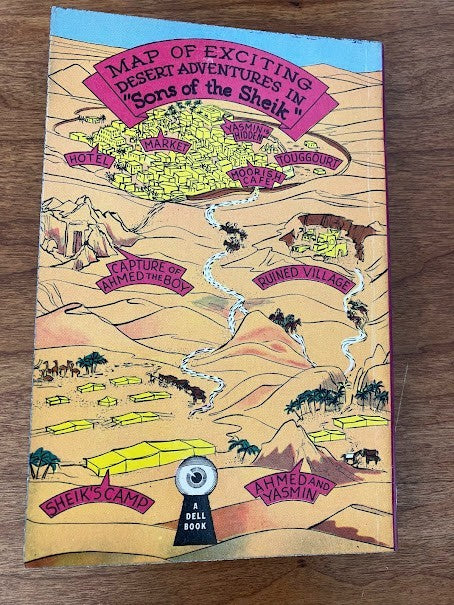 MAP OF EXCITING
DESERT ADVENTURES IN
"Sons of the Sheik"
YASMIN IS
HIDDEN
HOTEL
MARKET
TOUGGOURT
MOORISH
CAFE
CAPTURE OF
AHMED THE BOY
RUINED VILLAGE
SHEIK'S CAMP
A
DELL
BOOK
AHMED AND
YASMIN